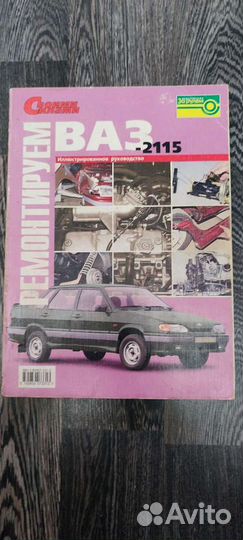 Своими силами
ВАЗ-2115
Иллюстрированное руководство
РЕМОНТИРУЕМ
Avito